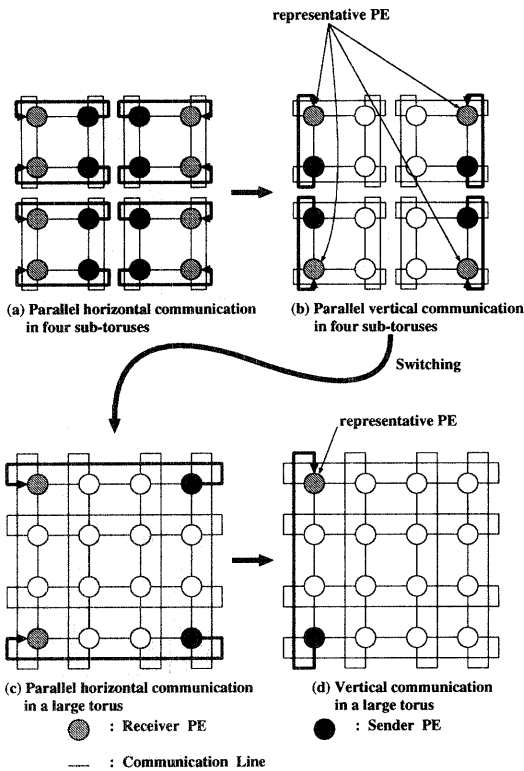 representative PE
(a) Parallel horizontal communication
in four sub-toruses
(b) Parallel vertical communication
in four sub-toruses
Switching
representative PE
(c) Parallel horizontal communication
in a large torus
(d) Vertical communication
in a large torus
: Receiver PE
: Sender PE
: Communication Line